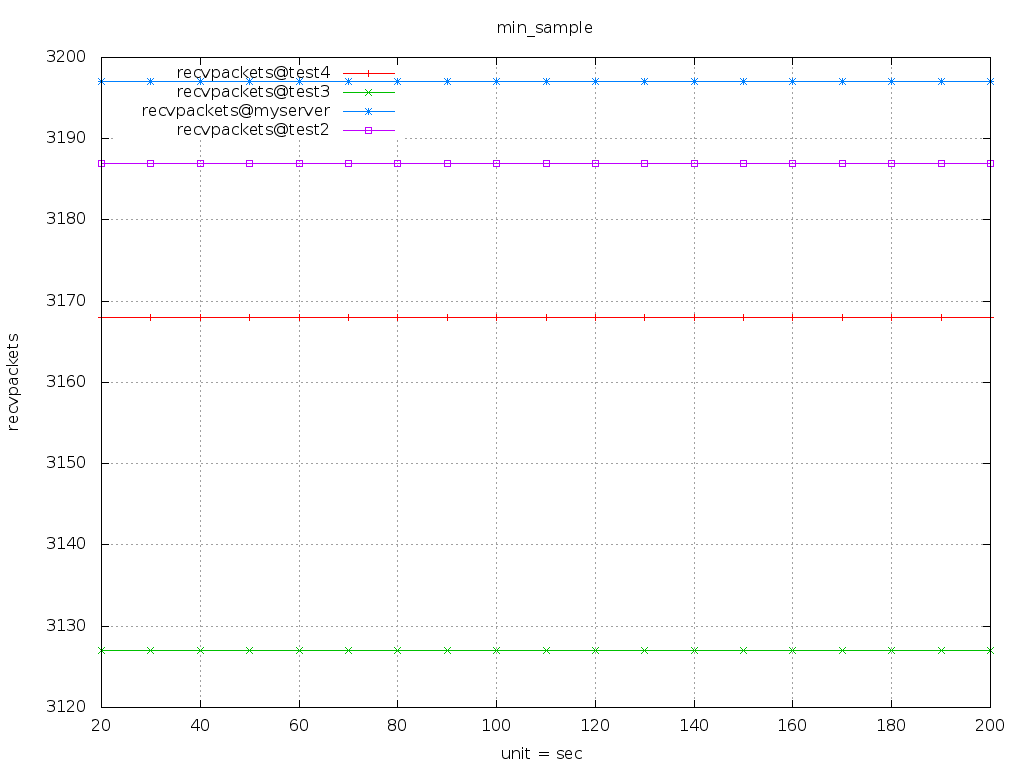 min_sample
3200
3190
3180
3170
3160
3150
3140
3130
3120
recvpackets
recvpackets@test4
recvpackets@test3
recvpackets@myserver
recvpackets@test2
20 40 60 80 100 120 140 160 180 200
unit = sec